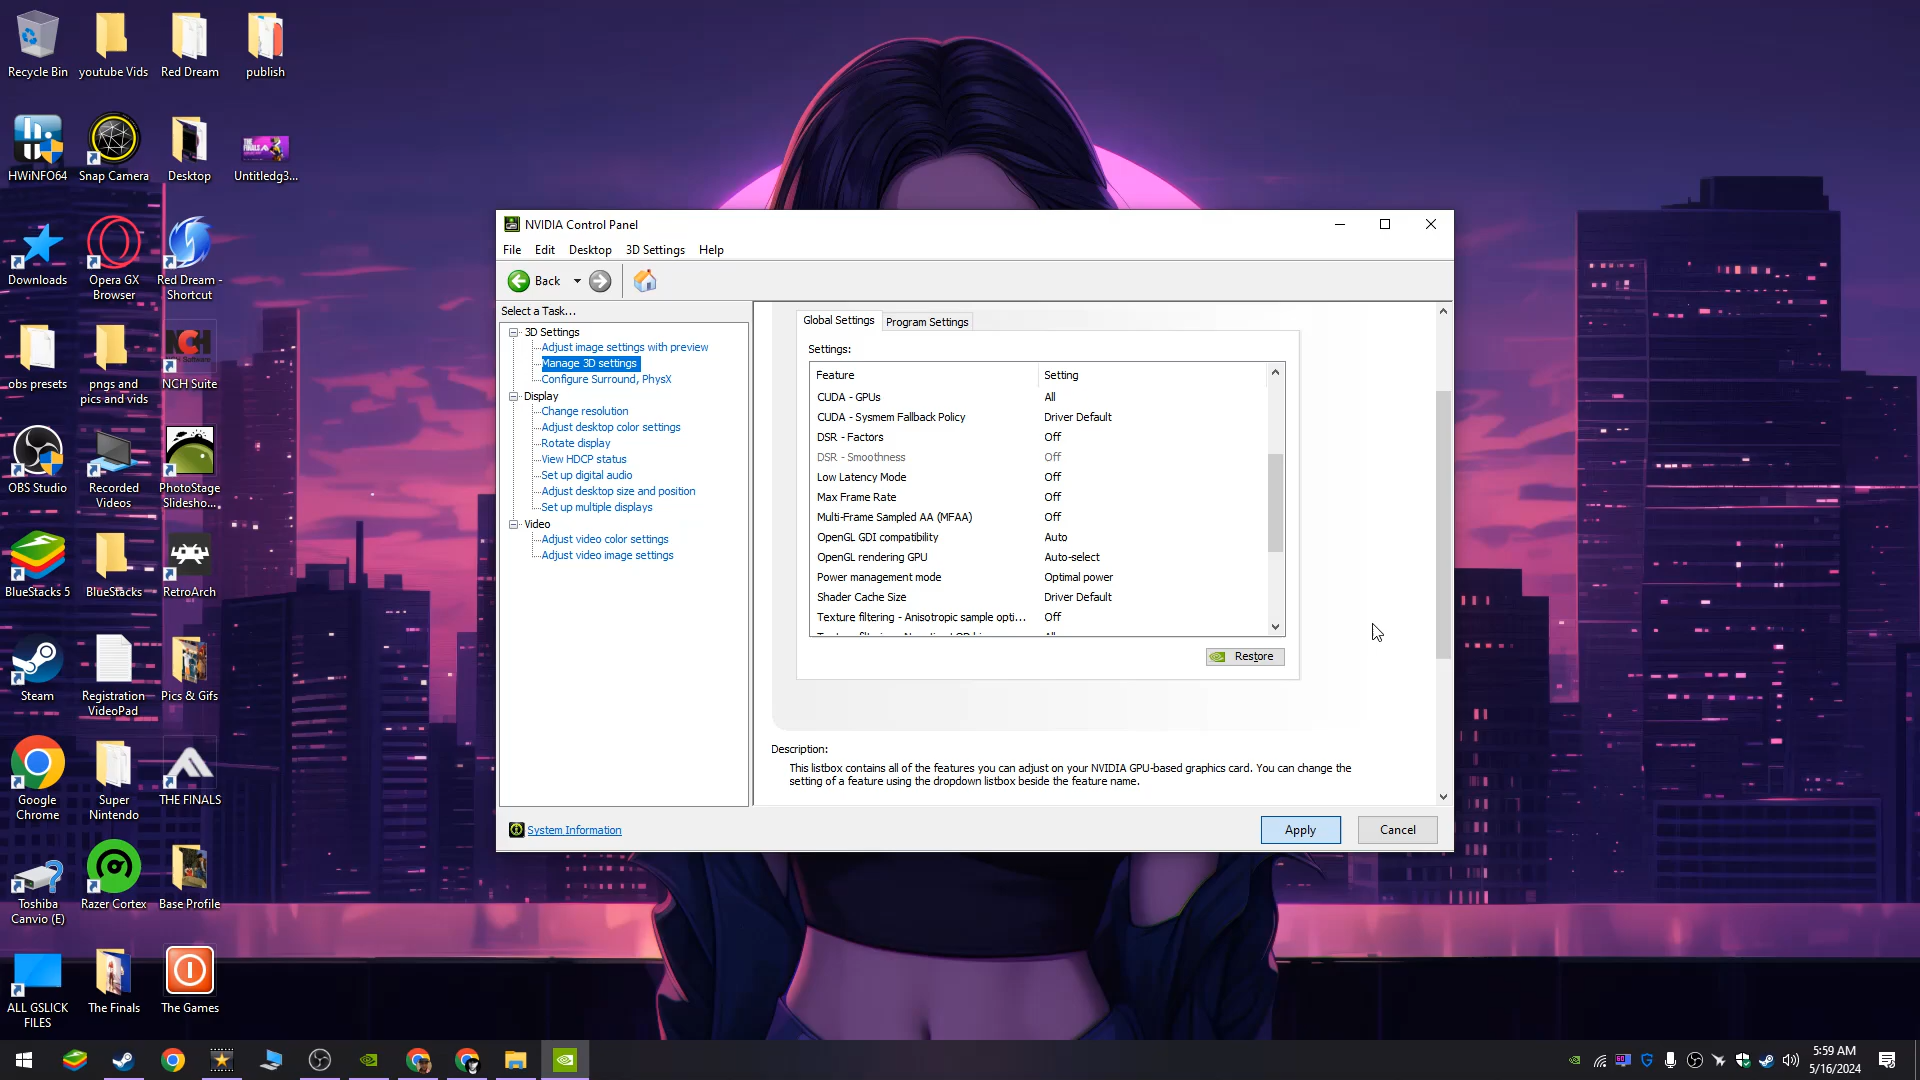 Recycle Bin
youtube Vids
Red Dream
publish
HWiNFO64
Snap Camera
Desktop
Untitledg3...
Downloads
Opera GX
Browser
Red Dream -
Shortcut
obs presets
pngs and
pics and vids
NCH Suite
OBS Studio
Recorded
Videos
PhotoStage
Slidesho...
BlueStacks 5
BlueStacks
RetroArch
Steam
Registration
VideoPad
Pics & Gifs
Google
Chrome
Super
Nintendo
THE FINALS
Toshiba
Canvio (E)
Razer Cortex
Base Profile
ALL GSLICK
FILES
The Finals
The Games
NVIDIA Control Panel
File Edit Desktop 3D Settings Help
Back
Select a Task...
3D Settings
Adjust image settings with preview
Manage 3D settings
Configure Surround, PhysX
Display
Change resolution
Adjust desktop color settings
Rotate display
View HDCP status
Set up digital audio
Adjust desktop size and position
Set up multiple displays
Video
Adjust video color settings
Adjust video image settings
Global Settings Program Settings
Settings:
Feature Setting
CUDA - GPUs All
CUDA - Sysmem Fallback Policy Driver Default
DSR - Factors Off
DSR - Smoothness Off
Low Latency Mode Off
Max Frame Rate Off
Multi-Frame Sampled AA (MFAA) Off
OpenGL GDI compatibility Auto
OpenGL rendering GPU Auto-select
Power management mode Optimal power
Shader Cache Size Driver Default
Texture filtering - Anisotropic sample opti... Off
Restore
Description:
This listbox contains all of the features you can adjust on your NVIDIA GPU-based graphics card. You can change the
setting of a feature using the dropdown listbox beside the feature name.
System Information
Apply
Cancel
5:59 AM
5/16/2024